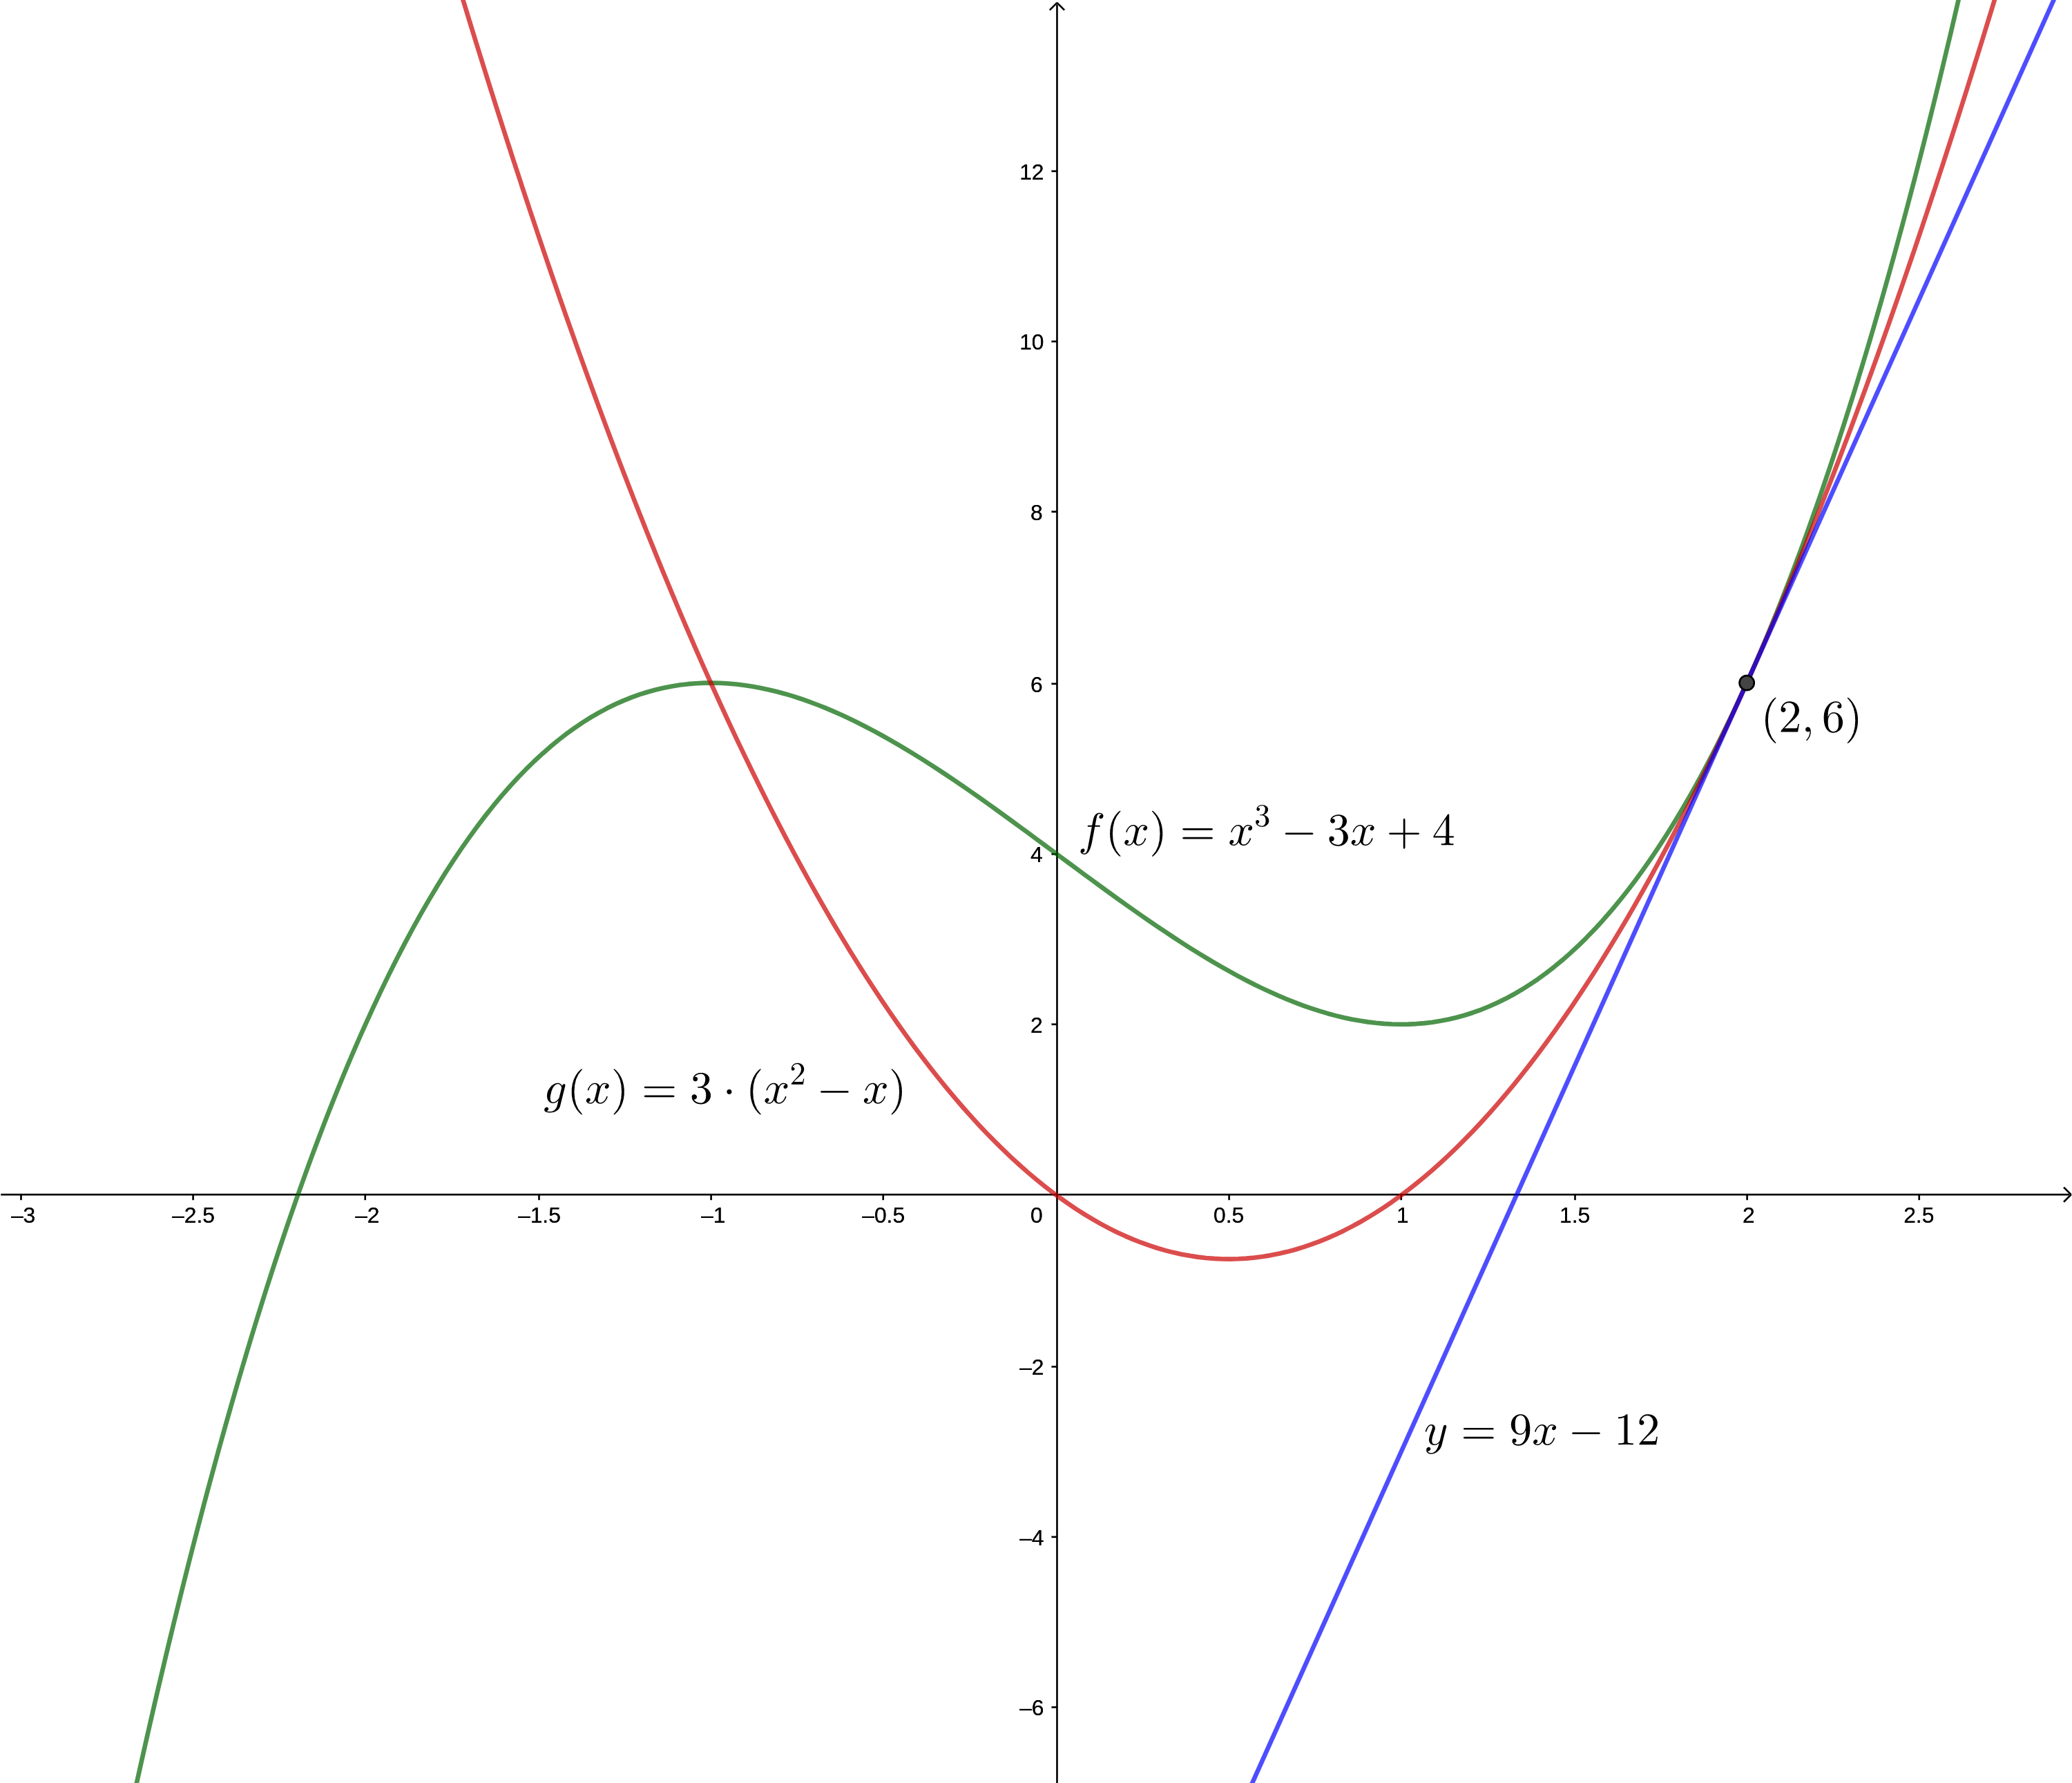 12
10
8
6
(2, 6)
f(x) = x³ − 3x + 4
4
2
g(x) = 3 · (x² − x)
–3 –2.5 –2 –1.5 –1 –0.5 0 0.5 1 1.5 2 2.5
–2
y = 9x − 12
–4
–6